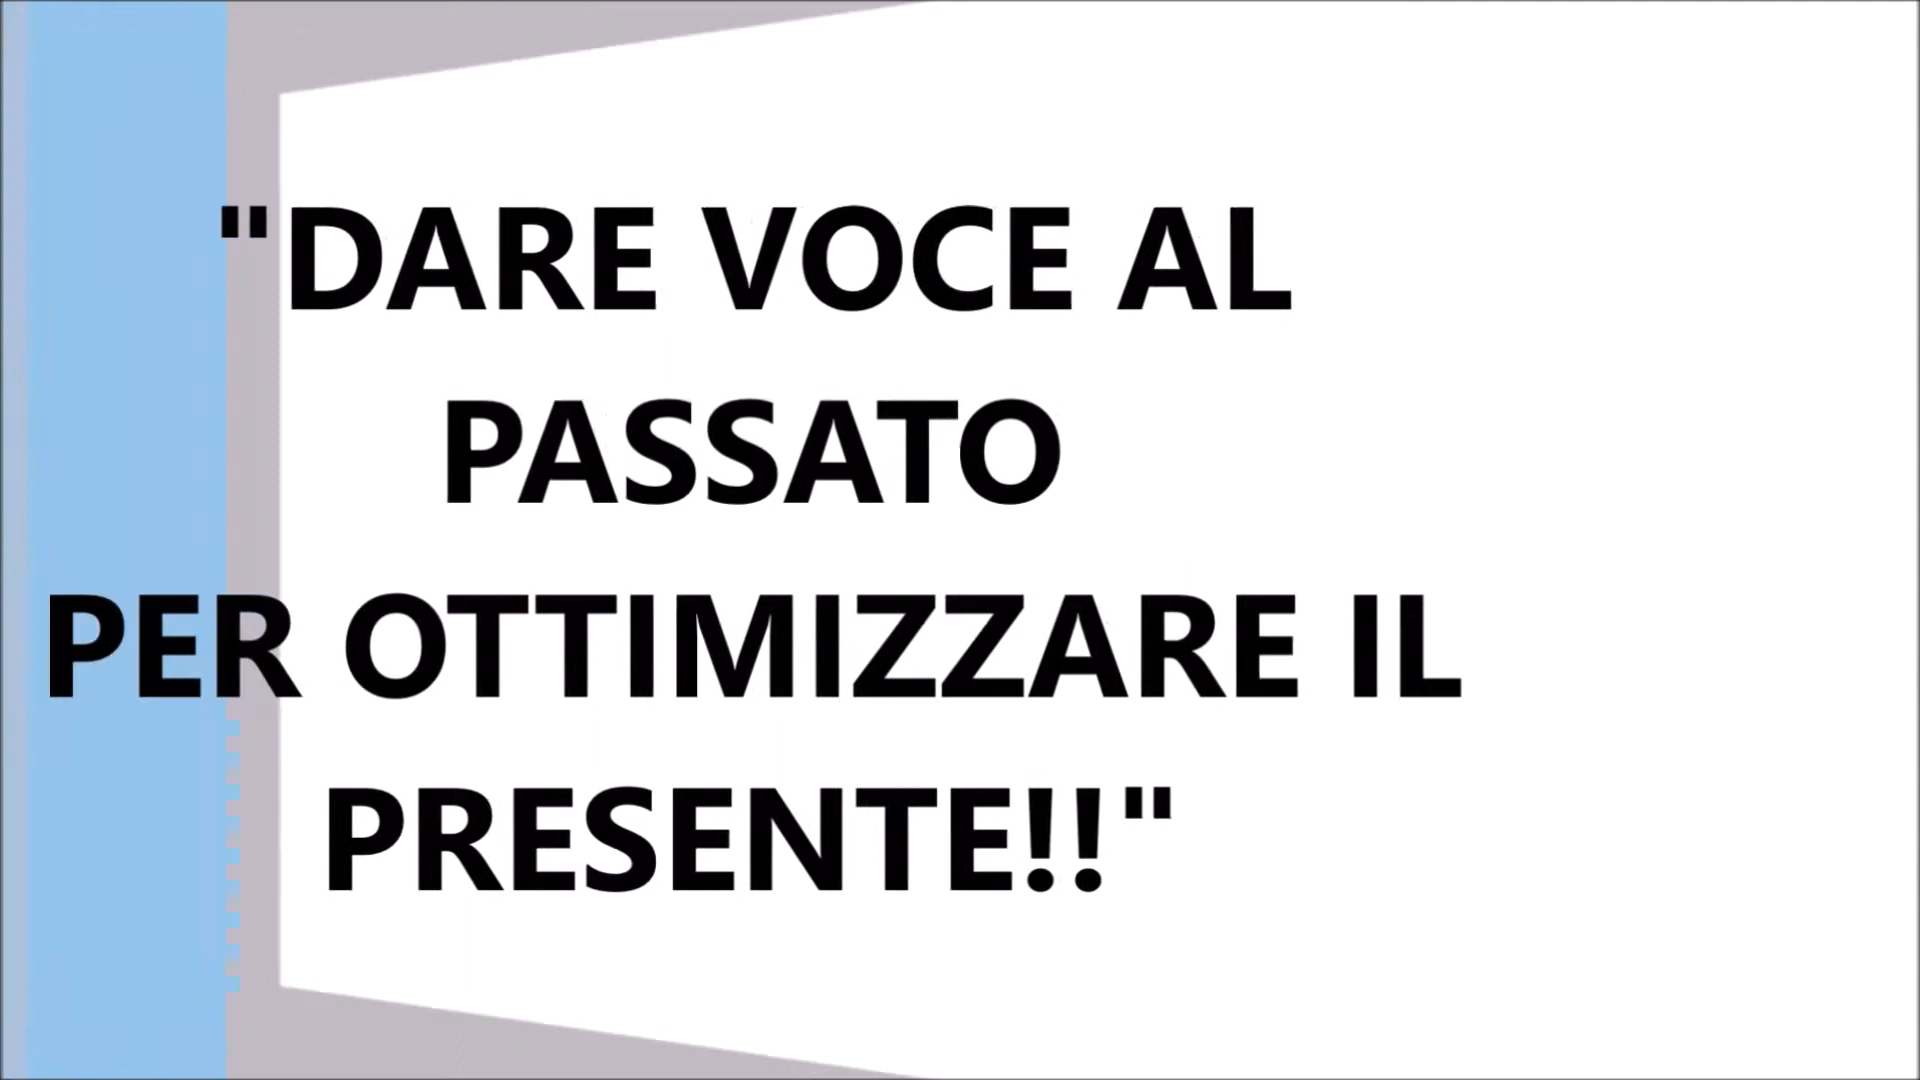 "DARE VOCE AL
PASSATO
PER OTTIMIZZARE IL
PRESENTE!!"